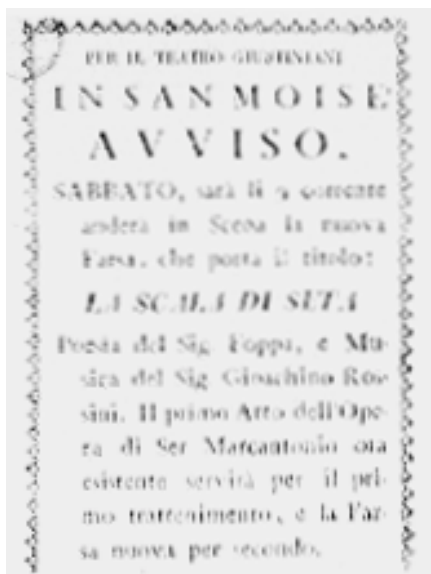 PER IL TEATRO GIUSTINIANI
IN SAN MOISE
AVVISO.
SABBATO, sarà li 9 corrente
anderà in Scena la nuova
Farsa, che porta il titolo:
LA SCALA DI SETA
Poesia del Sig. Foppa, e Mu-
sica del Sig. Gioachino Ros-
sini. Il primo Atto dell'Ope-
ra di Ser Marcantonio ora
esistente servirà per il pri-
mo trattenimento, e la Far-
sa nuova per secondo.